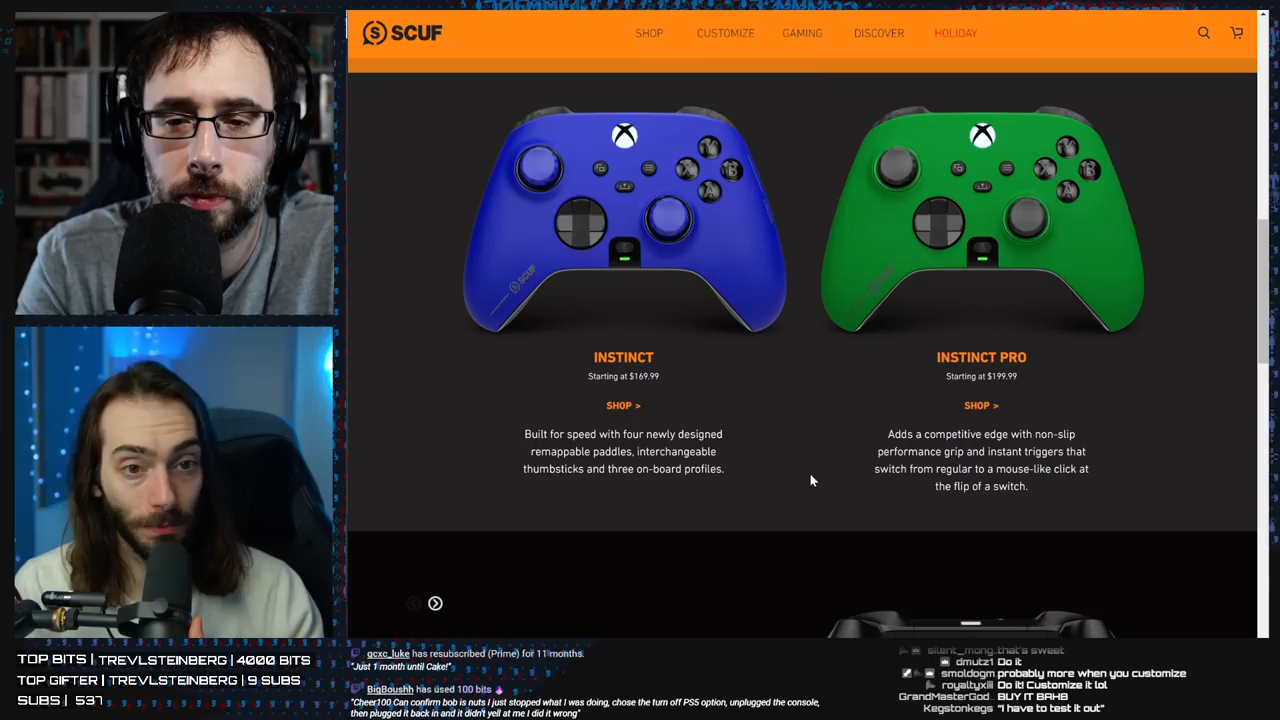 SCUF
SHOP
CUSTOMIZE
GAMING
DISCOVER
HOLIDAY
Y
X
B
A
SCUF
Y
X
B
A
SCUF
INSTINCT
Starting at $169.99
SHOP >
Built for speed with four newly designed
remappable paddles, interchangeable
thumbsticks and three on-board profiles.
INSTINCT PRO
Starting at $199.99
SHOP >
Adds a competitive edge with non-slip
performance grip and instant triggers that
switch from regular to a mouse-like click at
the flip of a switch.
TOP BITS | TREVLSTEINBERG | 4000 BITS
TOP GIFTER | TREVLSTEINBERG | 9 SUBS
SUBS | 537
gcxc_luke has resubscribed (Prime) for 11 months.
"Just 1 month until Cake!"
BigBoushh has used 100 bits
"Cheer100 Can confirm bob is nuts I just stopped what I was doing, chose the turn off PS5 option, unplugged the console,
then plugged it back in and it didn't yell at me i did it wrong"
silent_mong that's sweet
dmutz1 Do it
smoldogm probably more when you customize
royaltyxiii Do it! Customize it lol
GrandMasterGod_ BUY IT BAHB
Kegstonkegs "I have to test it out"